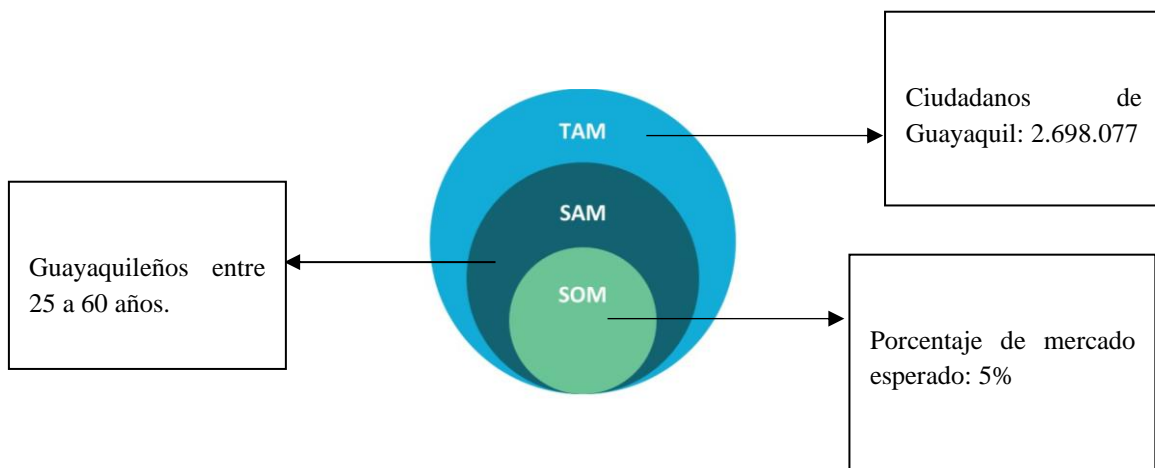 Ciudadanos de
Guayaquil: 2.698.077
TAM
SAM
Guayaquileños entre
25 a 60 años.
SOM
Porcentaje de mercado
esperado: 5%